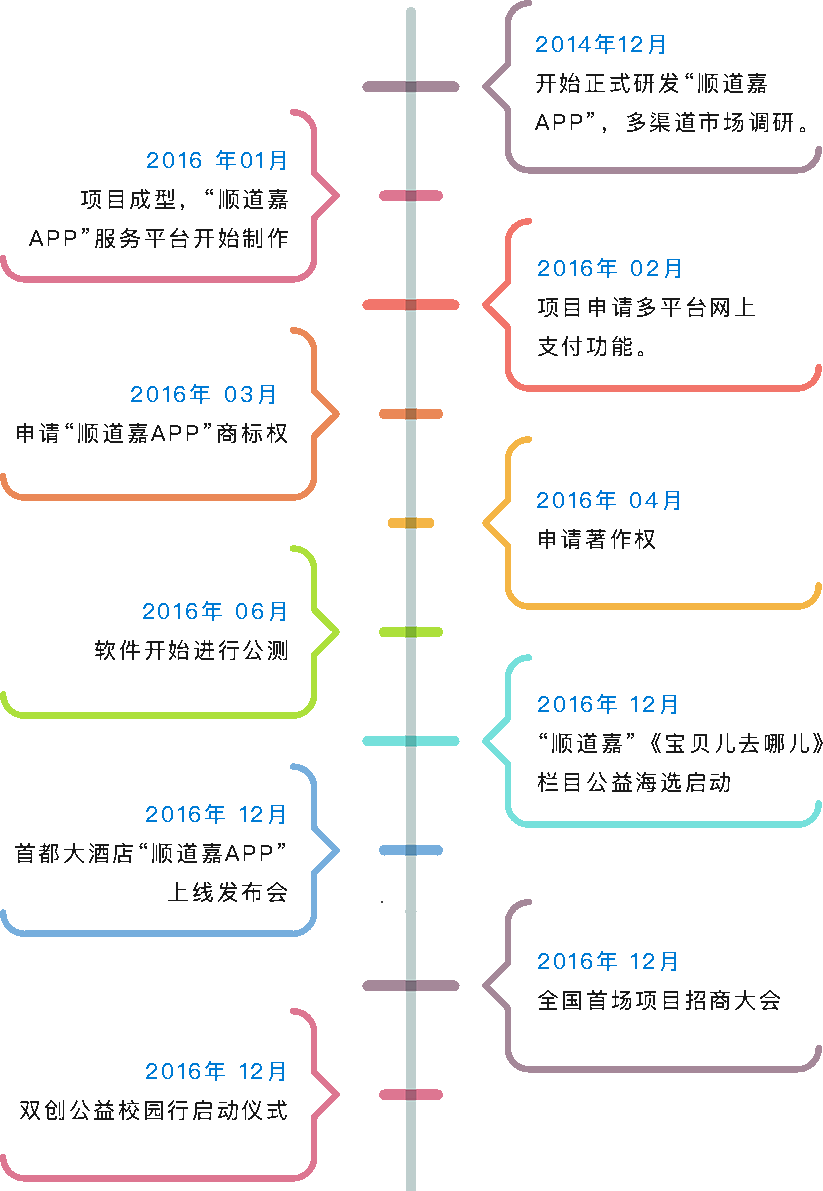 2014年12月
开始正式研发“顺道嘉
APP”，多渠道市场调研。
2016 年01月
项目成型，“顺道嘉
APP”服务平台开始制作
2016年 02月
项目申请多平台网上
支付功能。
2016年 03月
申请“顺道嘉APP”商标权
2016年 04月
申请著作权
2016年 06月
软件开始进行公测
2016年 12月
“顺道嘉”《宝贝儿去哪儿》
栏目公益海选启动
2016年 12月
首都大酒店“顺道嘉APP”
上线发布会
2016年 12月
全国首场项目招商大会
2016年 12月
双创公益校园行启动仪式